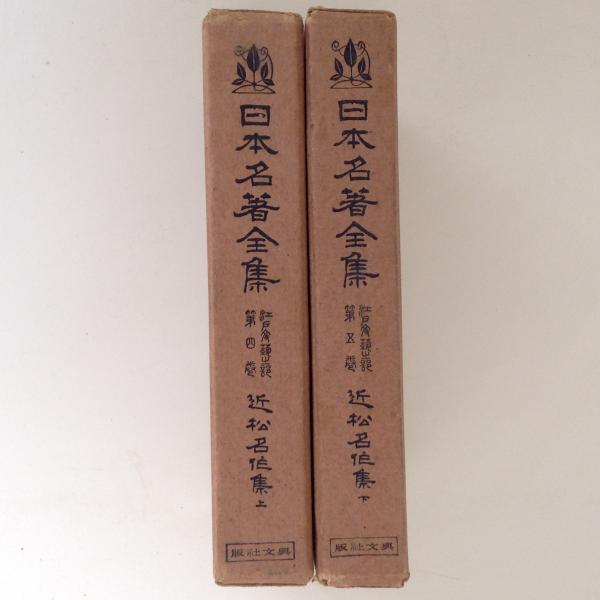 日本名著全集
江戸文藝之部
第四卷
近松名作集上
版社文興
日本名著全集
江戸文藝之部
第五卷
近松名作集下
版社文興